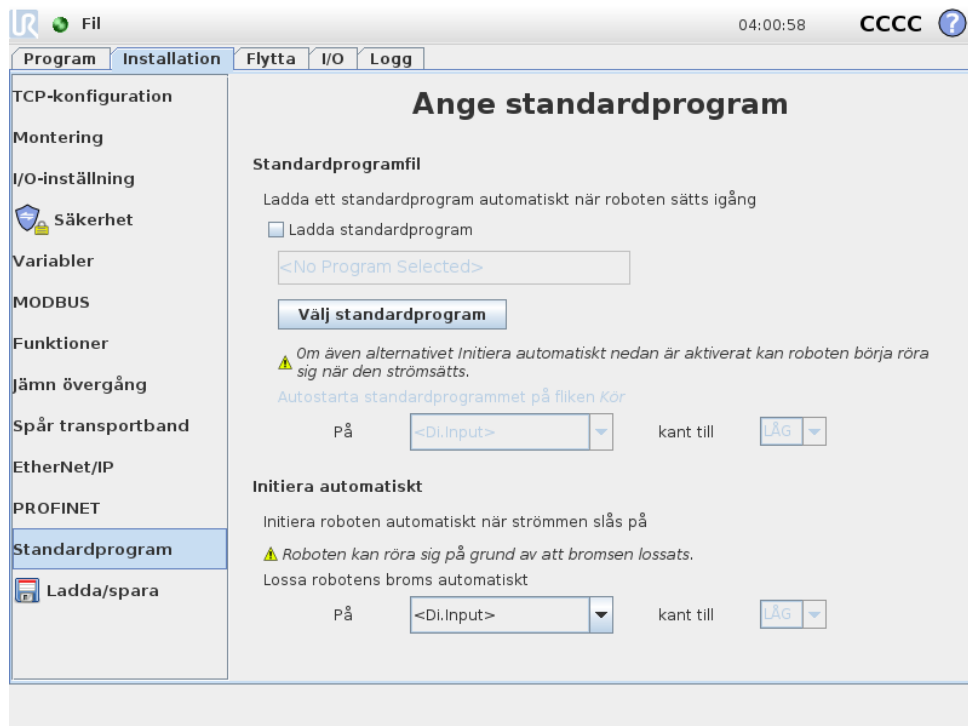 UR Fil 04:00:58 CCCC ?
Program Installation Flytta I/O Logg
TCP-konfiguration
Montering
I/O-inställning
Säkerhet
Variabler
MODBUS
Funktioner
Jämn övergång
Spår transportband
EtherNet/IP
PROFINET
Standardprogram
Ladda/spara
Ange standardprogram
Standardprogramfil
Ladda ett standardprogram automatiskt när roboten sätts igång
Ladda standardprogram
<No Program Selected>
Välj standardprogram
Om även alternativet Initiera automatiskt nedan är aktiverat kan roboten börja röra
sig när den strömsätts.
Autostarta standardprogrammet på fliken Kör
På <Di.Input> kant till LÅG
Initiera automatiskt
Initiera roboten automatiskt när strömmen slås på
Roboten kan röra sig på grund av att bromsen lossats.
Lossa robotens broms automatiskt
På <Di.Input> kant till LÅG